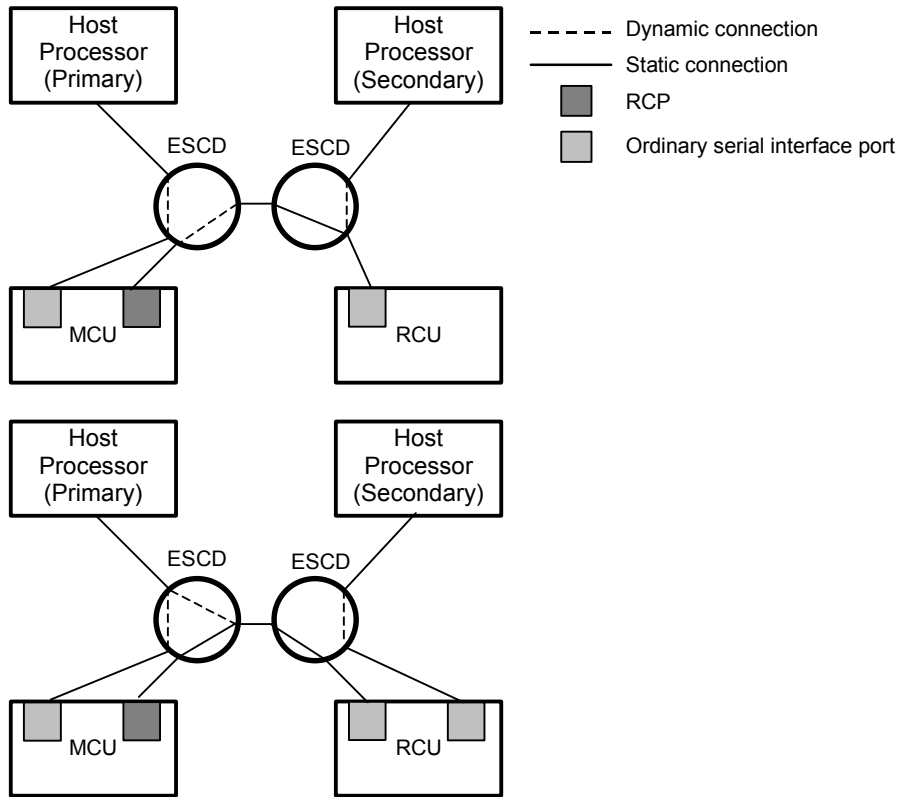 Host
Processor
(Primary)
Host
Processor
(Secondary)
Dynamic connection
Static connection
RCP
Ordinary serial interface port
ESCD
ESCD
MCU
RCU
Host
Processor
(Primary)
Host
Processor
(Secondary)
ESCD
ESCD
MCU
RCU